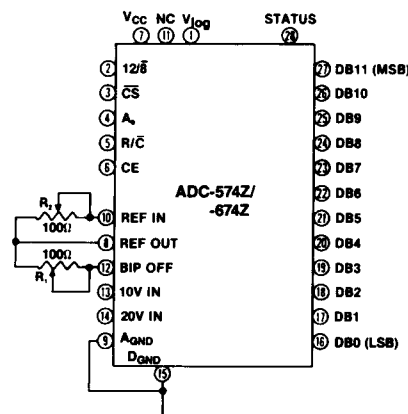 VCC NC Vlog STATUS
7 11 1 28
2 12/8̅ 27 DB11 (MSB)
3 C̅S̅ 26 DB10
4 Ao 25 DB9
5 R/C̅ 24 DB8
6 CE 23 DB7
ADC-574Z/
-674Z
22 DB6
R2
100Ω 10 REF IN 21 DB5
8 REF OUT 20 DB4
100Ω
R1 12 BIP OFF 19 DB3
13 10V IN 18 DB2
14 20V IN 17 DB1
9 AGND 16 DB0 (LSB)
DGND
15